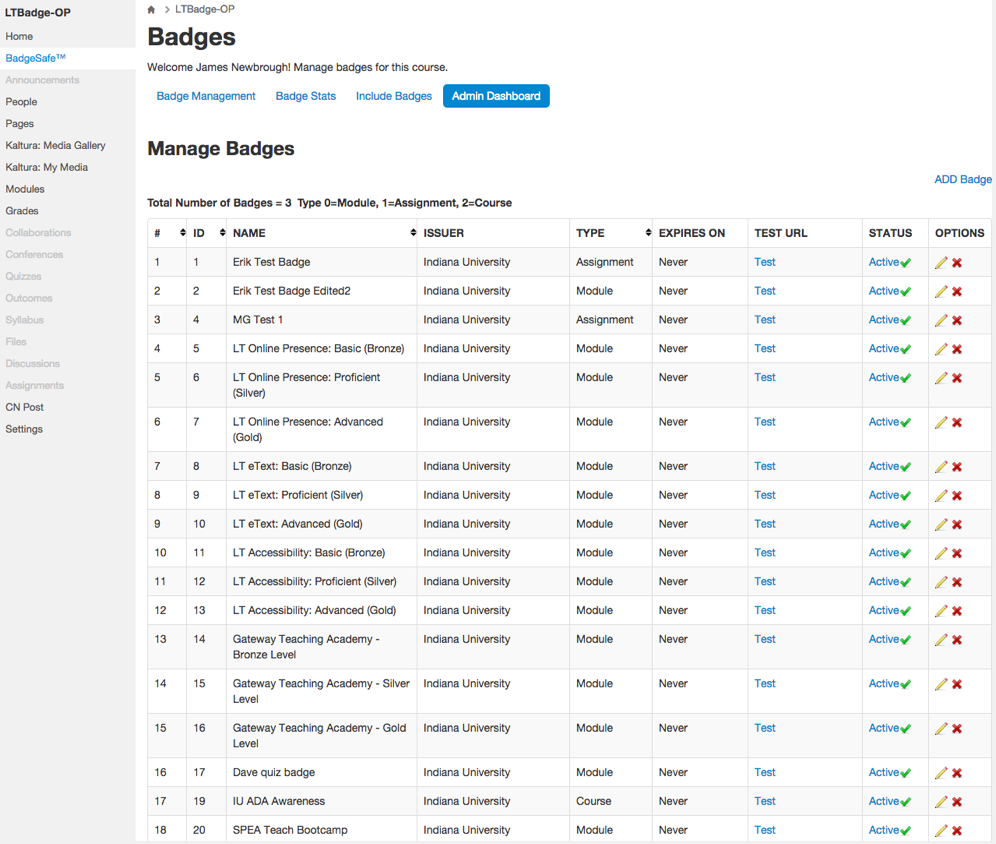 LTBadge-OP
Home
BadgeSafe™
Announcements
People
Pages
Kaltura: Media Gallery
Kaltura: My Media
Modules
Grades
Collaborations
Conferences
Quizzes
Outcomes
Syllabus
Files
Discussions
Assignments
CN Post
Settings
> LTBadge-OP
Badges
Welcome James Newbrough! Manage badges for this course.
Badge Management Badge Stats Include Badges Admin Dashboard
Manage Badges
ADD Badge
Total Number of Badges = 3 Type 0=Module, 1=Assignment, 2=Course
# ID NAME ISSUER TYPE EXPIRES ON TEST URL STATUS OPTIONS
1 1 Erik Test Badge Indiana University Assignment Never Test Active
2 2 Erik Test Badge Edited2 Indiana University Module Never Test Active
3 4 MG Test 1 Indiana University Assignment Never Test Active
4 5 LT Online Presence: Basic (Bronze) Indiana University Module Never Test Active
5 6 LT Online Presence: Proficient Indiana University Module Never Test Active
(Silver)
6 7 LT Online Presence: Advanced Indiana University Module Never Test Active
(Gold)
7 8 LT eText: Basic (Bronze) Indiana University Module Never Test Active
8 9 LT eText: Proficient (Silver) Indiana University Module Never Test Active
9 10 LT eText: Advanced (Gold) Indiana University Module Never Test Active
10 11 LT Accessibility: Basic (Bronze) Indiana University Module Never Test Active
11 12 LT Accessibility: Proficient (Silver) Indiana University Module Never Test Active
12 13 LT Accessibility: Advanced (Gold) Indiana University Module Never Test Active
13 14 Gateway Teaching Academy - Indiana University Module Never Test Active
Bronze Level
14 15 Gateway Teaching Academy - Silver Indiana University Module Never Test Active
Level
15 16 Gateway Teaching Academy - Gold Indiana University Module Never Test Active
Level
16 17 Dave quiz badge Indiana University Module Never Test Active
17 19 IU ADA Awareness Indiana University Course Never Test Active
18 20 SPEA Teach Bootcamp Indiana University Module Never Test Active